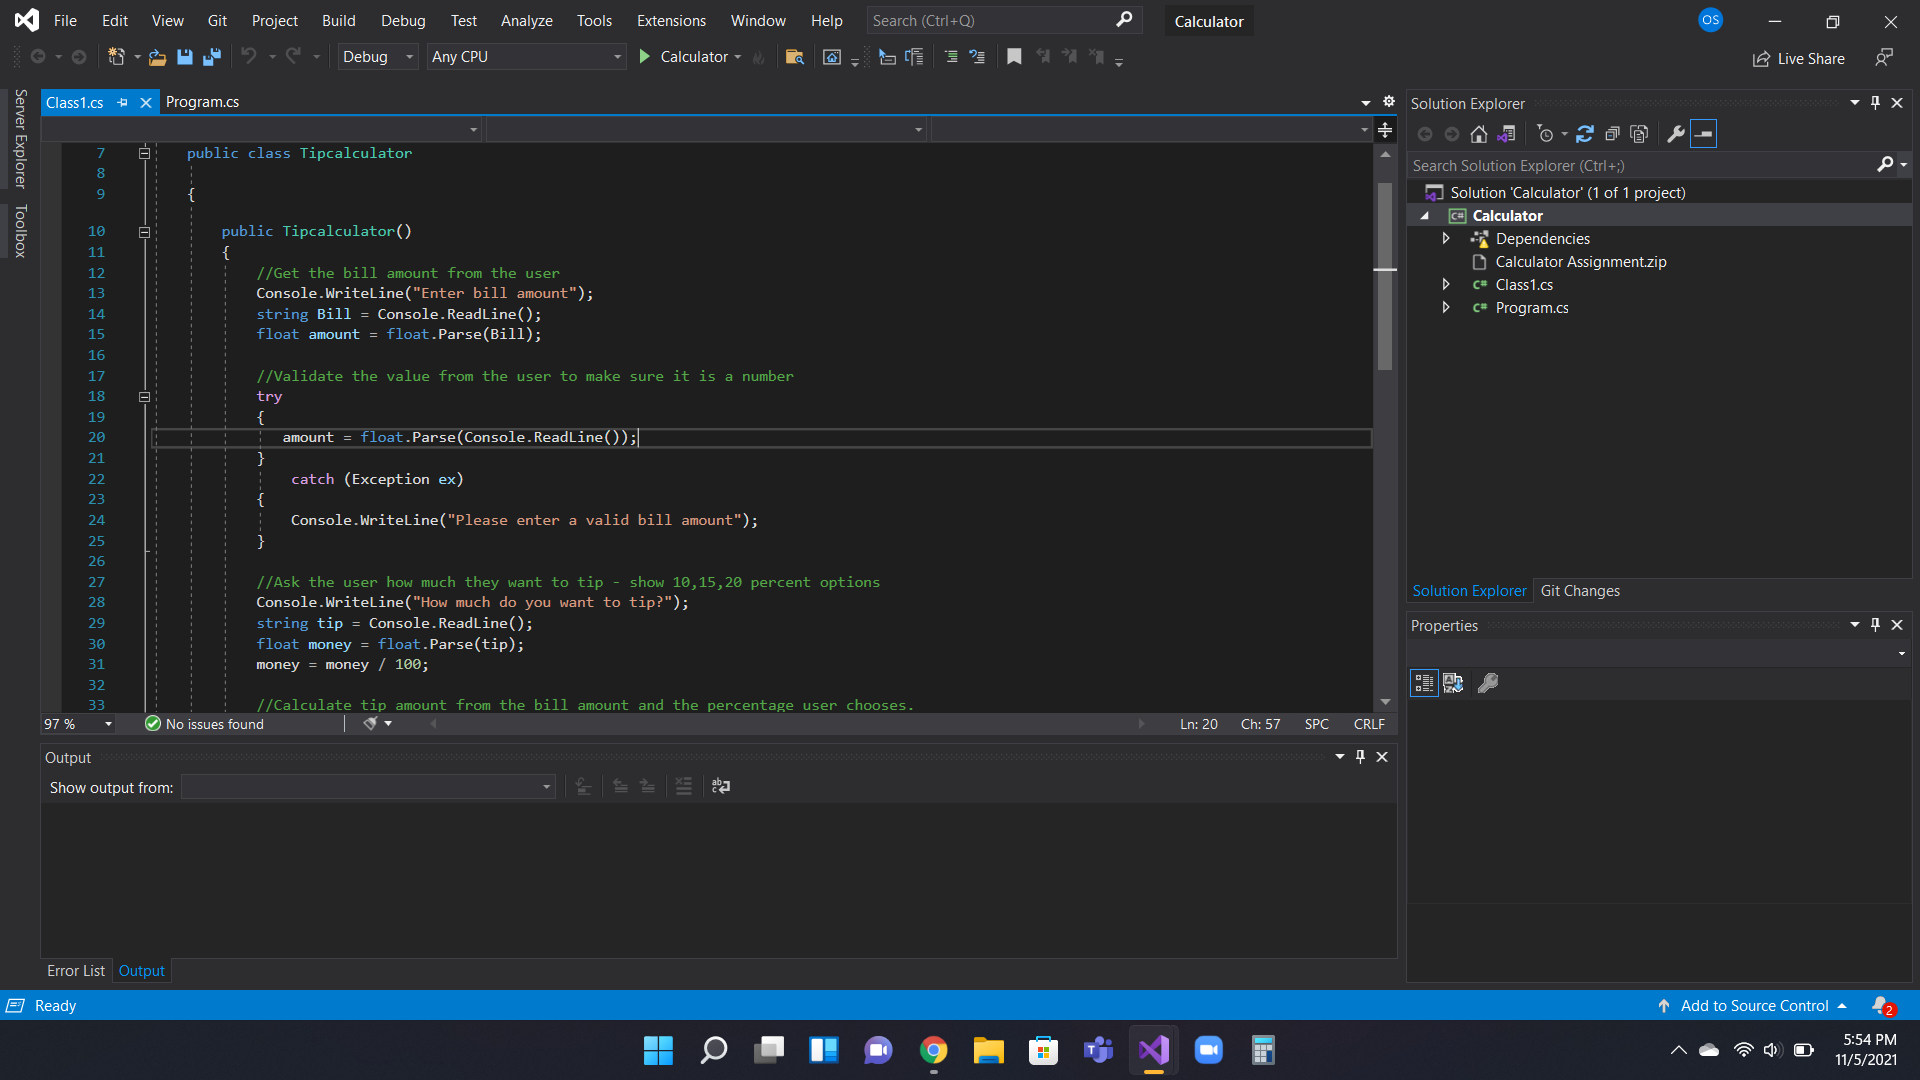 File Edit View Git Project Build Debug Test Analyze Tools Extensions Window Help Search (Ctrl+Q) Calculator OS
Debug Any CPU Calculator Live Share
Server Explorer
Toolbox
Class1.cs Program.cs
7 public class Tipcalculator
8
9 {
10 public Tipcalculator()
11 {
12 //Get the bill amount from the user
13 Console.WriteLine("Enter bill amount");
14 string Bill = Console.ReadLine();
15 float amount = float.Parse(Bill);
16
17 //Validate the value from the user to make sure it is a number
18 try
19 {
20 amount = float.Parse(Console.ReadLine());
21 }
22 catch (Exception ex)
23 {
24 Console.WriteLine("Please enter a valid bill amount");
25 }
26
27 //Ask the user how much they want to tip - show 10,15,20 percent options
28 Console.WriteLine("How much do you want to tip?");
29 string tip = Console.ReadLine();
30 float money = float.Parse(tip);
31 money = money / 100;
32
33 //Calculate tip amount from the bill amount and the percentage user chooses.
97 % No issues found Ln: 20 Ch: 57 SPC CRLF
Output
Show output from:
Error List Output
Solution Explorer
Search Solution Explorer (Ctrl+;)
Solution 'Calculator' (1 of 1 project)
C# Calculator
Dependencies
Calculator Assignment.zip
C# Class1.cs
C# Program.cs
Solution Explorer Git Changes
Properties
Ready Add to Source Control 2
5:54 PM
11/5/2021